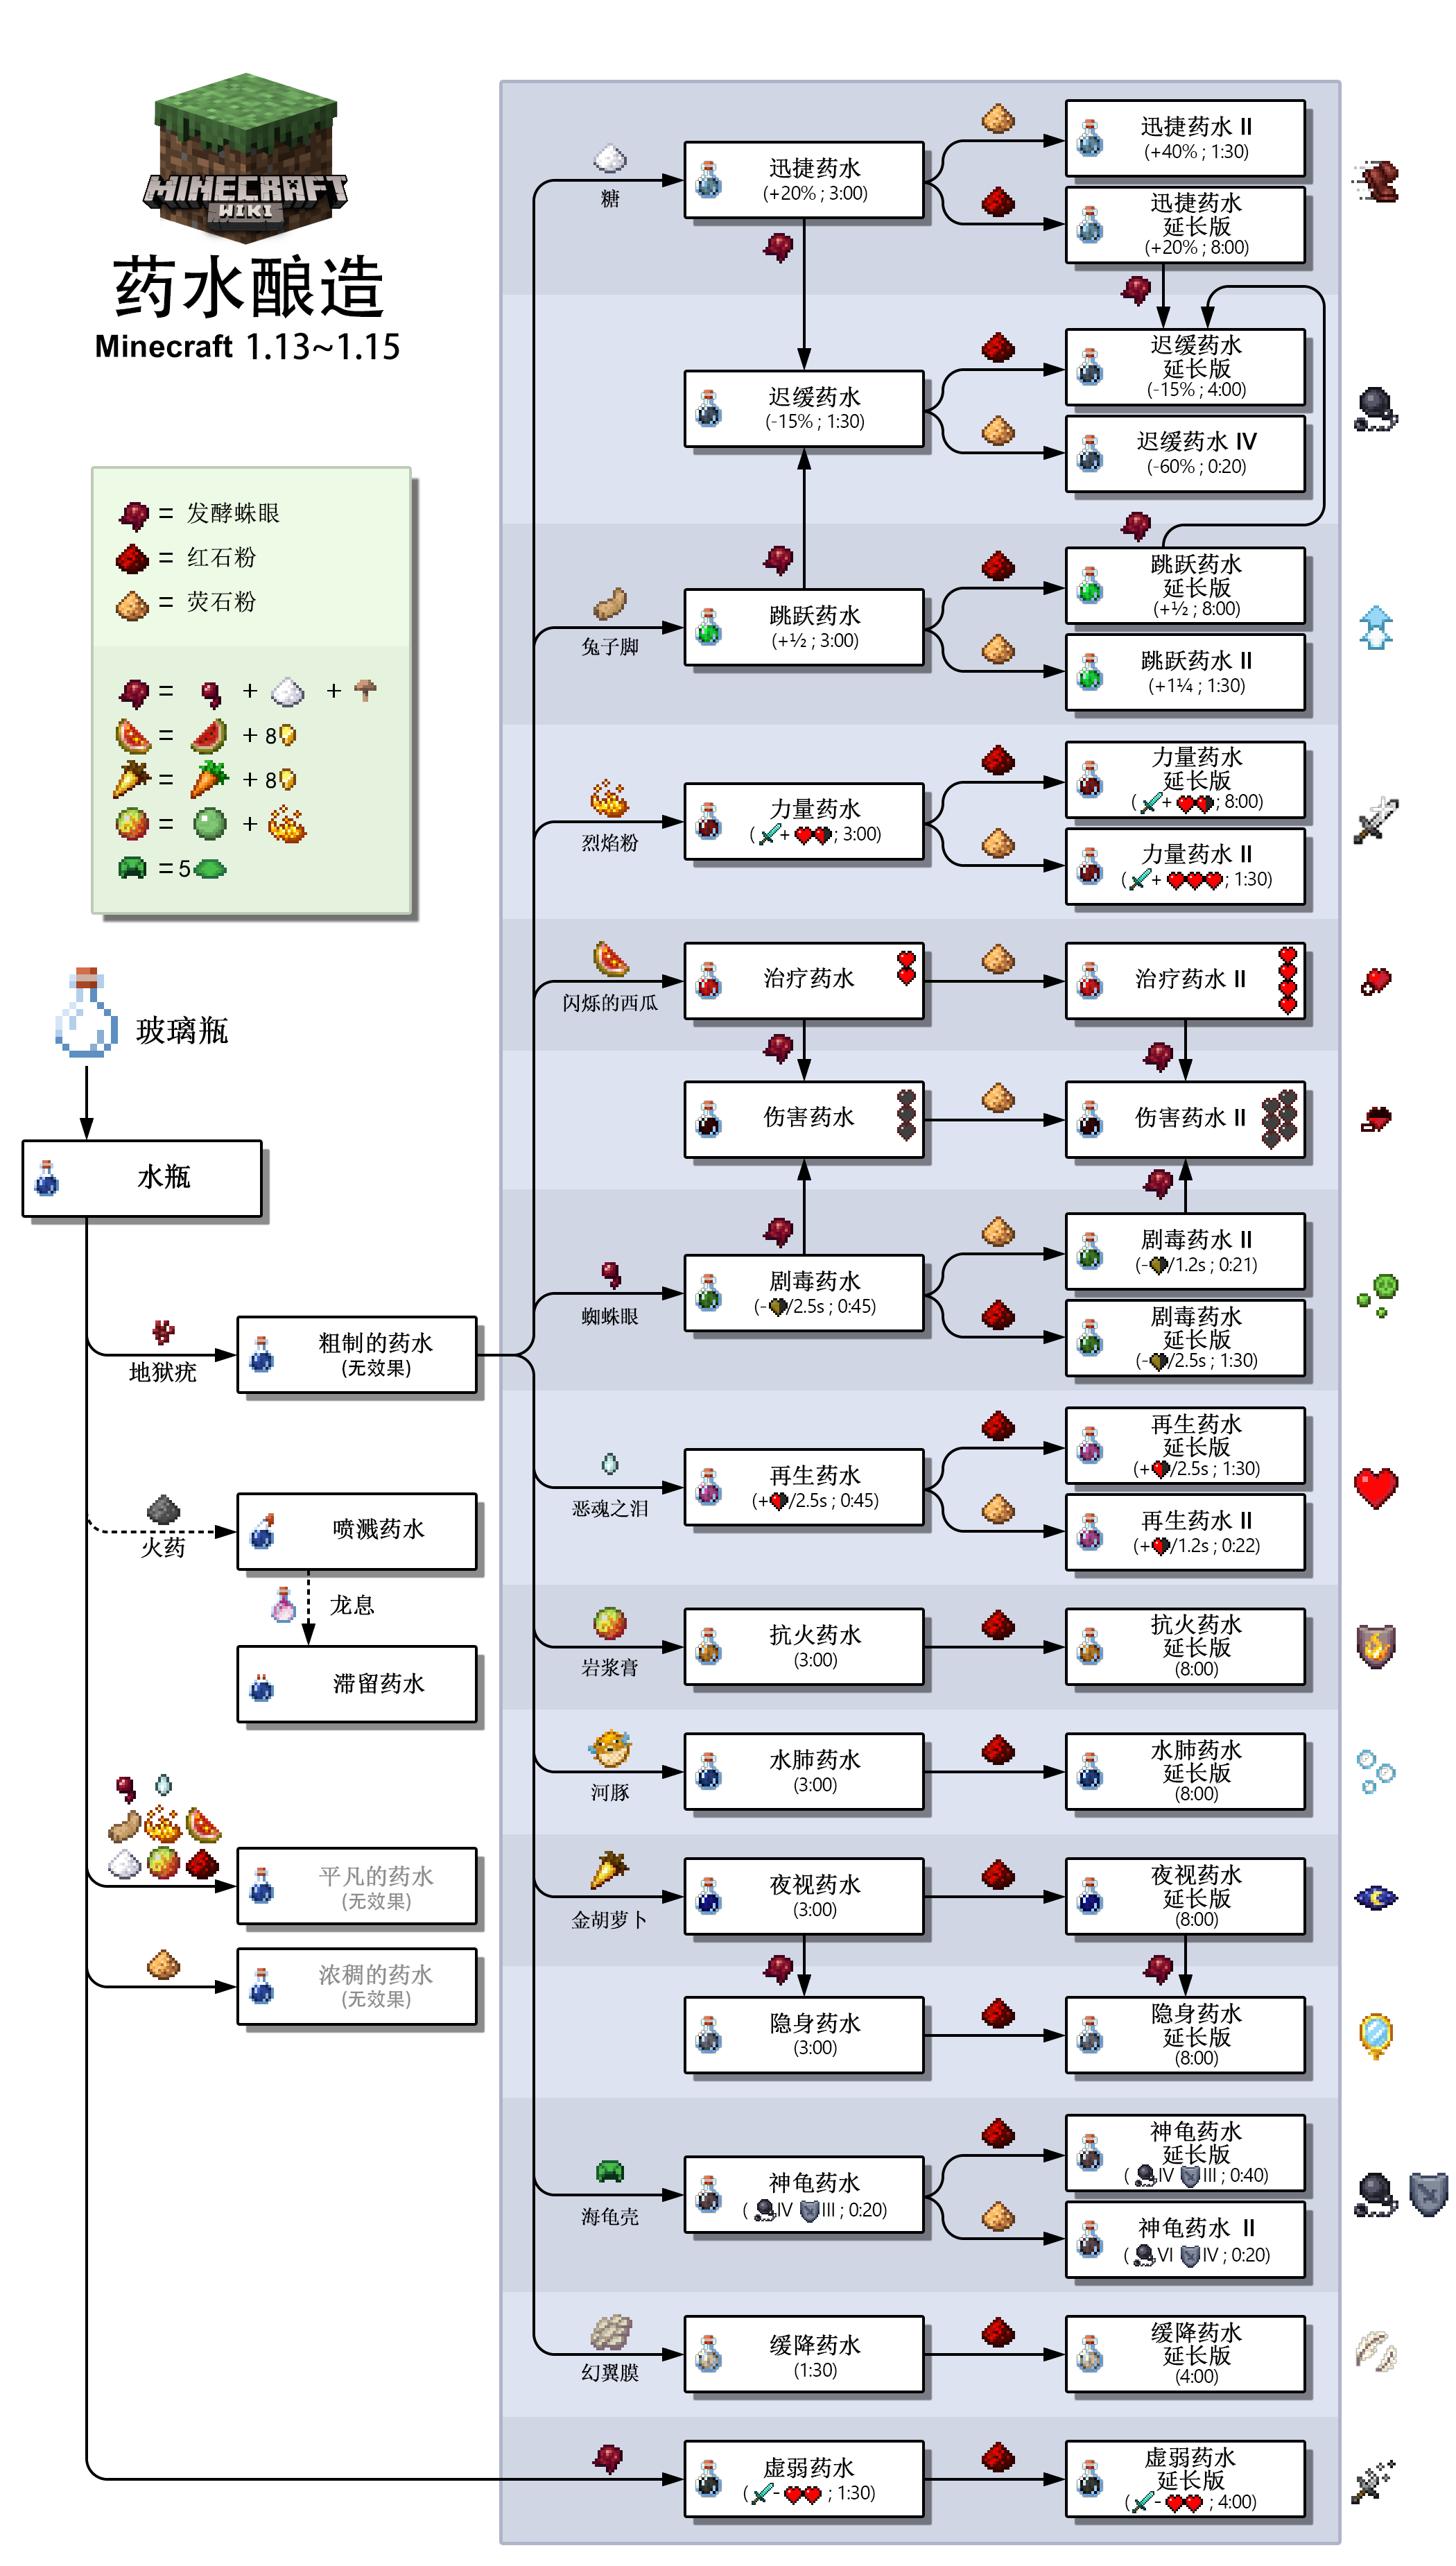 MINECRAFT
WIKI
药水酿造
Minecraft 1.13~1.15
= 发酵蛛眼
= 红石粉
= 荧石粉
= + +
= + 8
= + 8
= +
= 5
玻璃瓶
水瓶
地狱疣
粗制的药水
(无效果)
火药
喷溅药水
龙息
滞留药水
平凡的药水
(无效果)
浓稠的药水
(无效果)
糖
迅捷药水
(+20% ; 3:00)
迅捷药水 II
(+40% ; 1:30)
迅捷药水
延长版
(+20% ; 8:00)
迟缓药水
(-15% ; 1:30)
迟缓药水
延长版
(-15% ; 4:00)
迟缓药水 IV
(-60% ; 0:20)
兔子脚
跳跃药水
(+½ ; 3:00)
跳跃药水
延长版
(+½ ; 8:00)
跳跃药水 II
(+1¼ ; 1:30)
烈焰粉
力量药水
( + ; 3:00)
力量药水
延长版
( + ; 8:00)
力量药水 II
( + ; 1:30)
闪烁的西瓜
治疗药水
治疗药水 II
伤害药水
伤害药水 II
蜘蛛眼
剧毒药水
(- /2.5s ; 0:45)
剧毒药水 II
(- /1.2s ; 0:21)
剧毒药水
延长版
(- /2.5s ; 1:30)
恶魂之泪
再生药水
(+ /2.5s ; 0:45)
再生药水
延长版
(+ /2.5s ; 1:30)
再生药水 II
(+ /1.2s ; 0:22)
岩浆膏
抗火药水
(3:00)
抗火药水
延长版
(8:00)
河豚
水肺药水
(3:00)
水肺药水
延长版
(8:00)
金胡萝卜
夜视药水
(3:00)
夜视药水
延长版
(8:00)
隐身药水
(3:00)
隐身药水
延长版
(8:00)
海龟壳
神龟药水
( IV III ; 0:20)
神龟药水
延长版
( IV III ; 0:40)
神龟药水 II
( VI IV ; 0:20)
幻翼膜
缓降药水
(1:30)
缓降药水
延长版
(4:00)
虚弱药水
( - ; 1:30)
虚弱药水
延长版
( - ; 4:00)